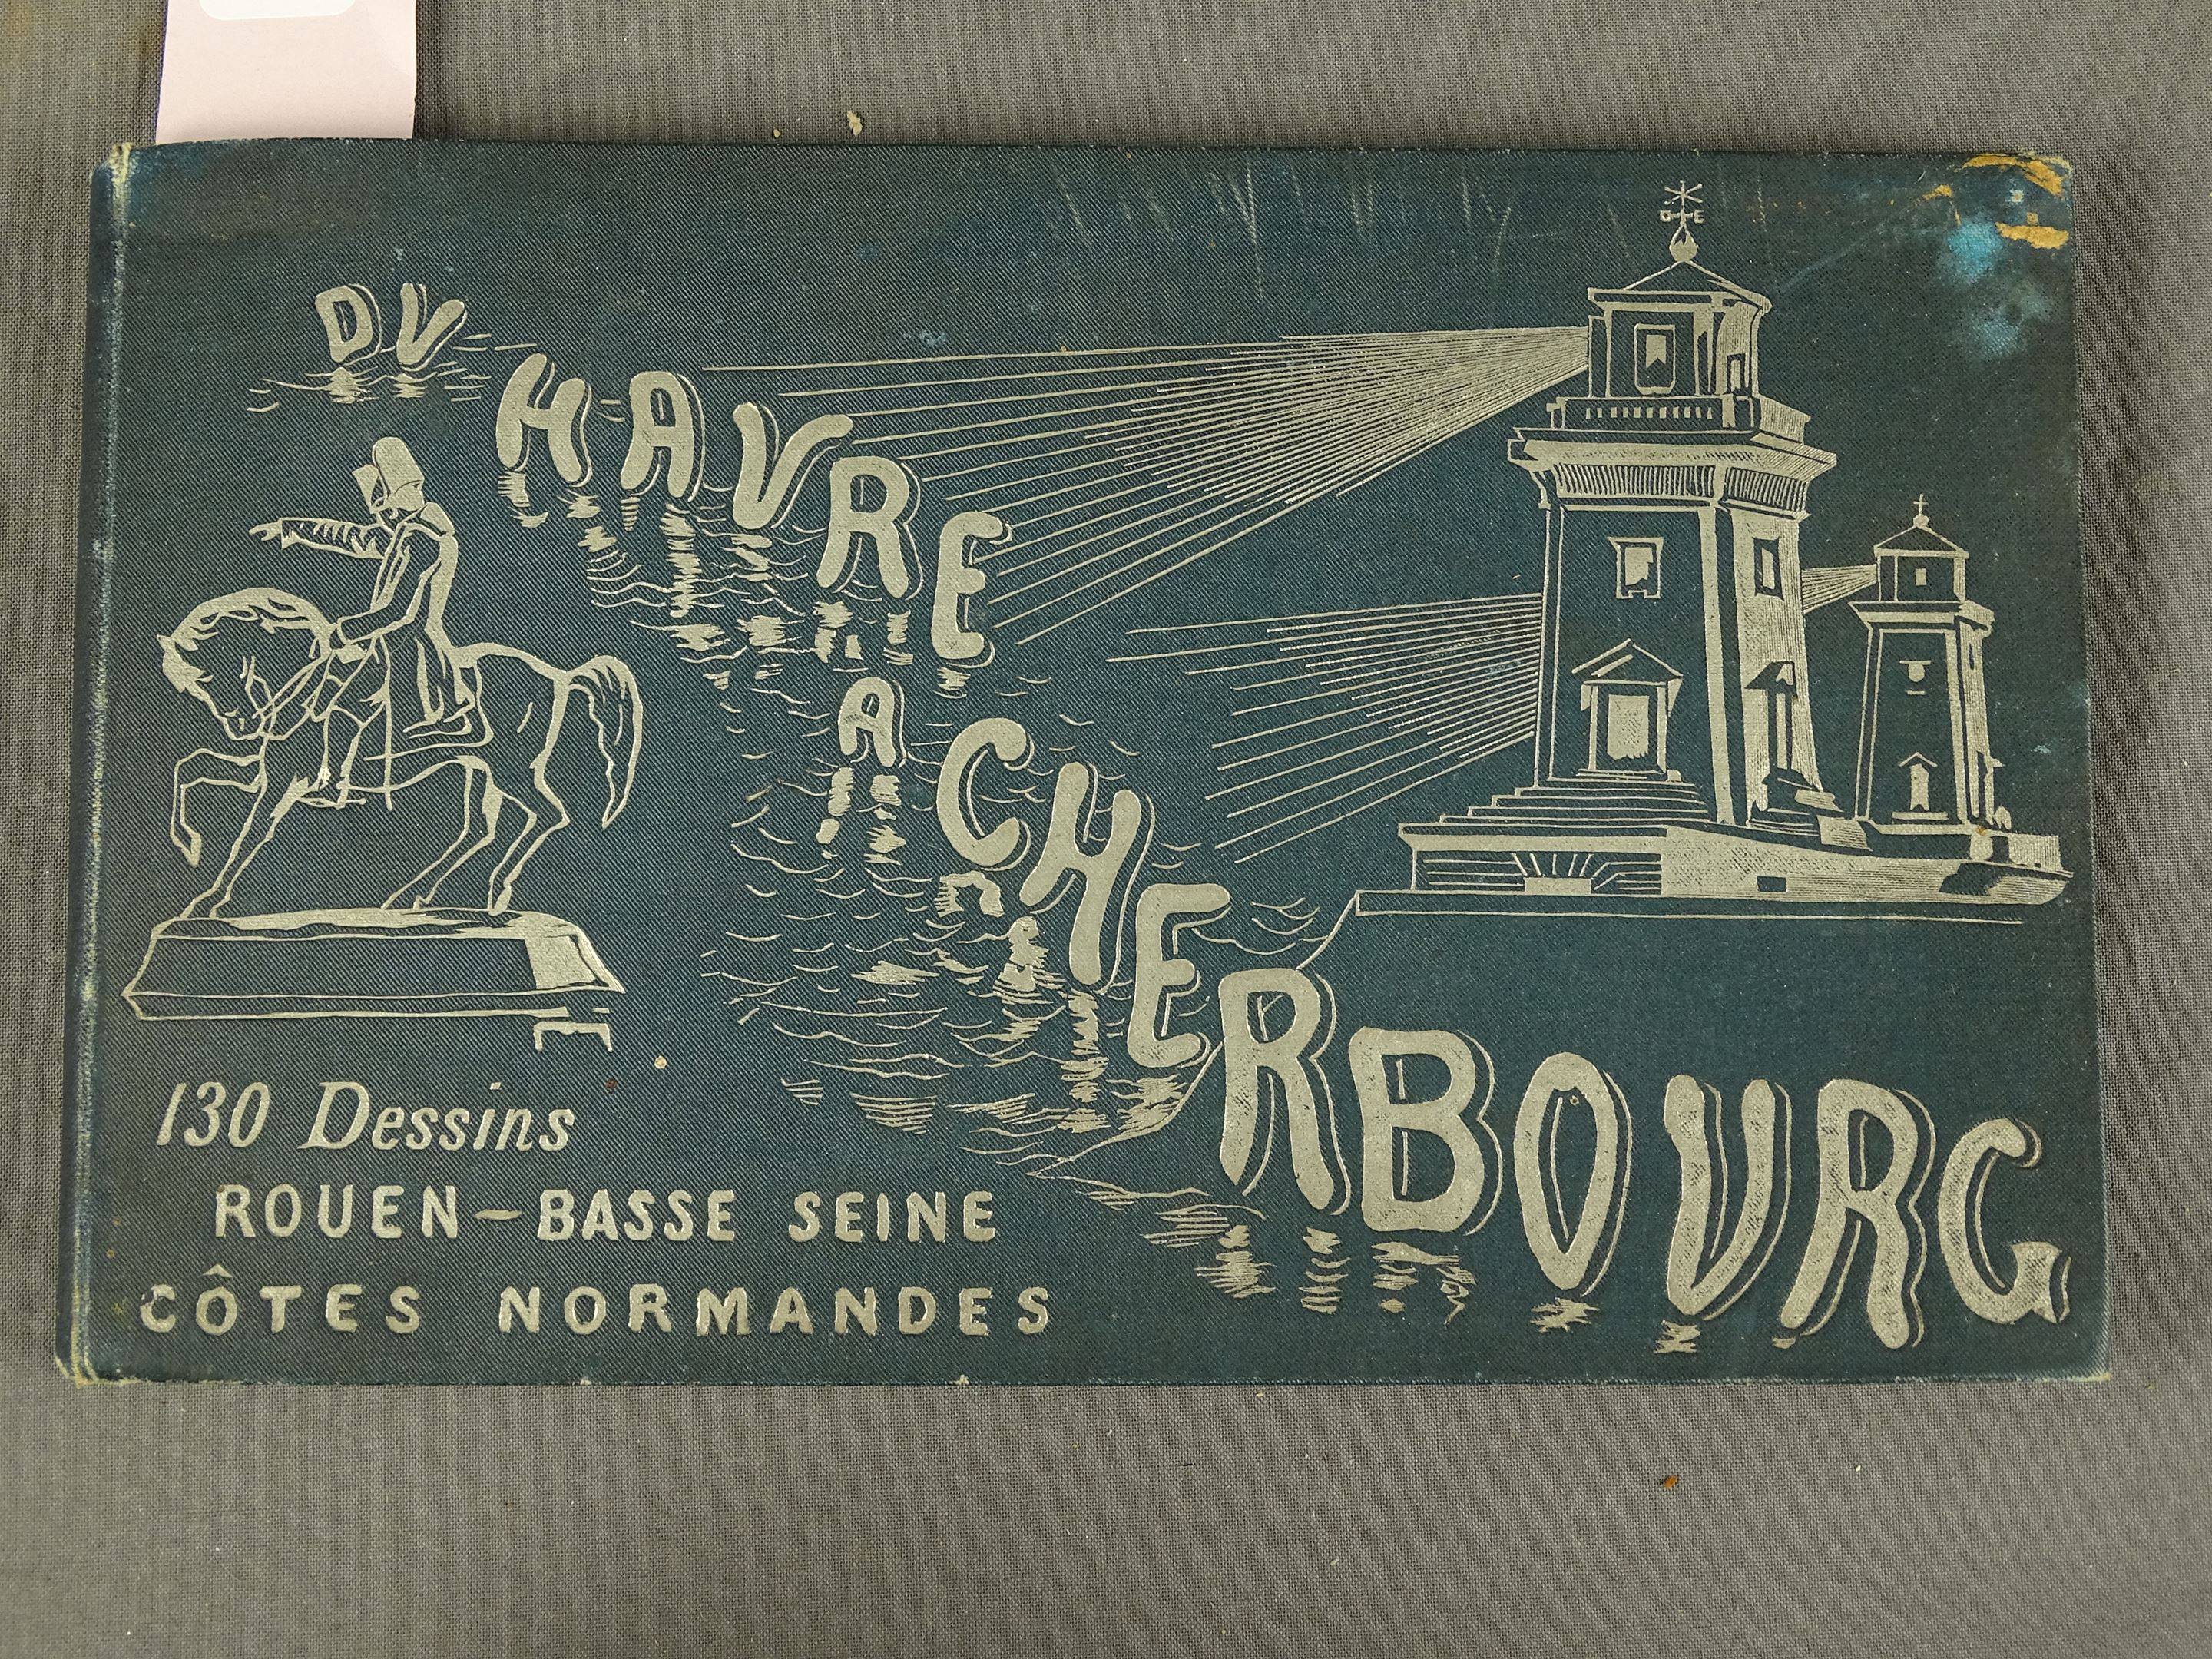 DV
HAVRE
A
CHERBOVRG
O E
130 Dessins
ROUEN - BASSE SEINE
CÔTES NORMANDES